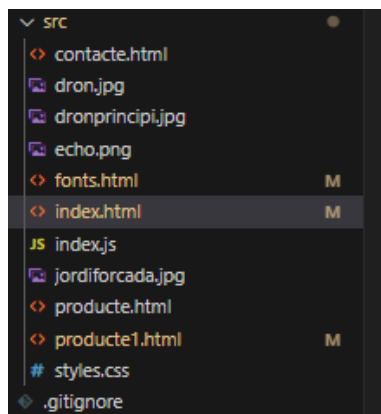 src
contacte.html
dron.jpg
dronprincipi.jpg
echo.png
fonts.html M
index.html M
JS index.js
jordiforcada.jpg
producte.html
producte1.html M
# styles.css
.gitignore